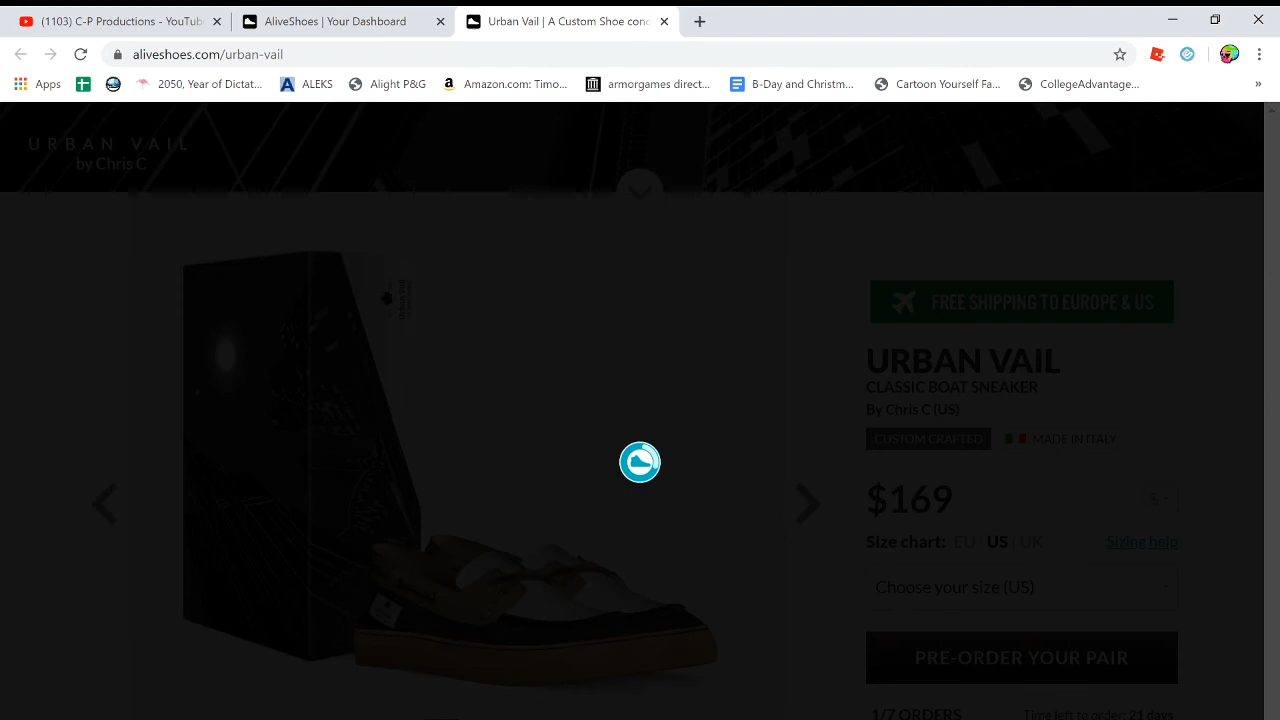 (1103) C-P Productions - YouTub
AliveShoes | Your Dashboard
Urban Vail | A Custom Shoe conc
aliveshoes.com/urban-vail
Apps
2050, Year of Dictat...
ALEKS
Alight P&G
Amazon.com: Timo...
armorgames direct...
B-Day and Christm...
Cartoon Yourself Fa...
CollegeAdvantage...
»
URBAN VAIL
by Chris C
FREE SHIPPING TO EUROPE & US
URBAN VAIL
CLASSIC BOAT SNEAKER
By Chris C (US)
CUSTOM CRAFTED MADE IN ITALY
$169
Size chart: EU | US | UK Sizing help
Choose your size (US)
PRE-ORDER YOUR PAIR
1/7 ORDERS Time left to order: 21 days